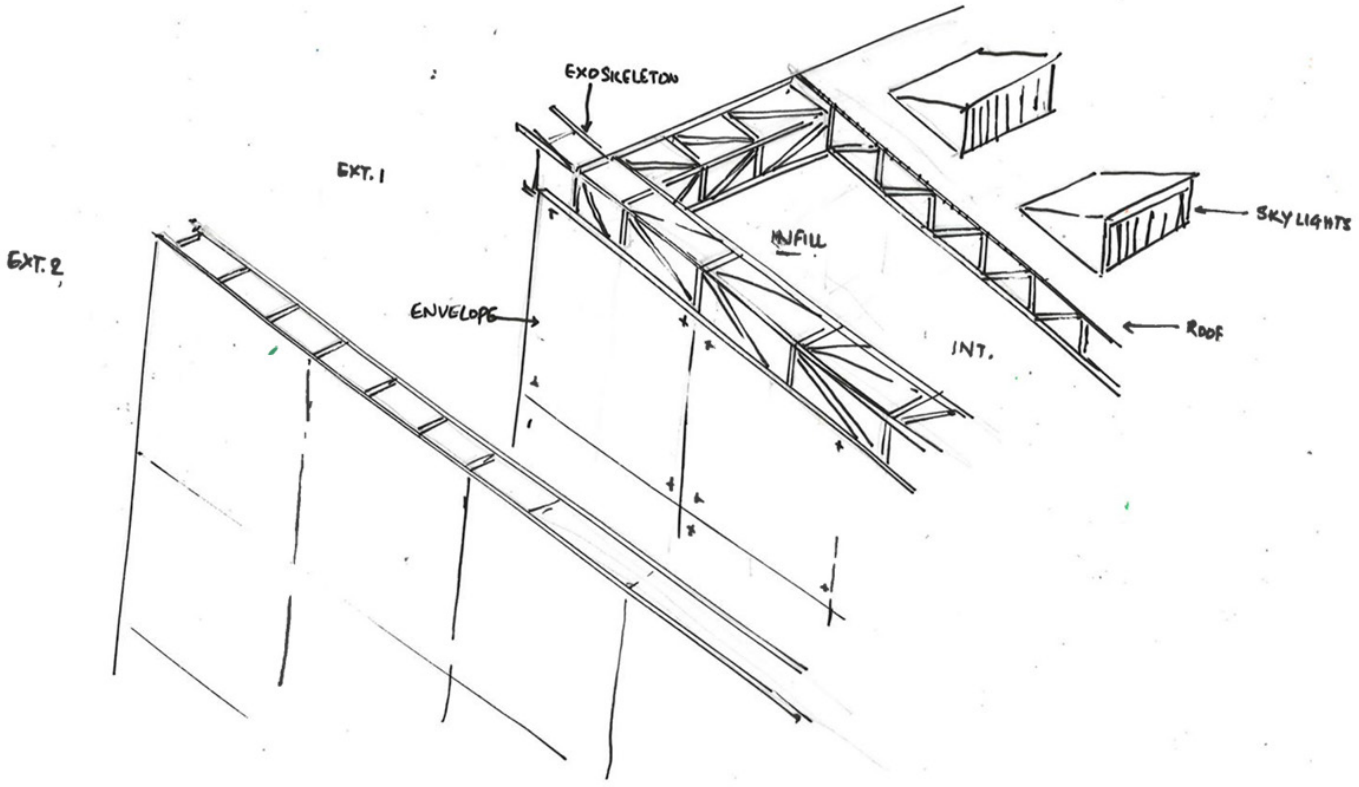 EXOSKELETON
EXT.1
SKYLIGHTS
INFILL
EXT.2
ENVELOPE
ROOF
INT.